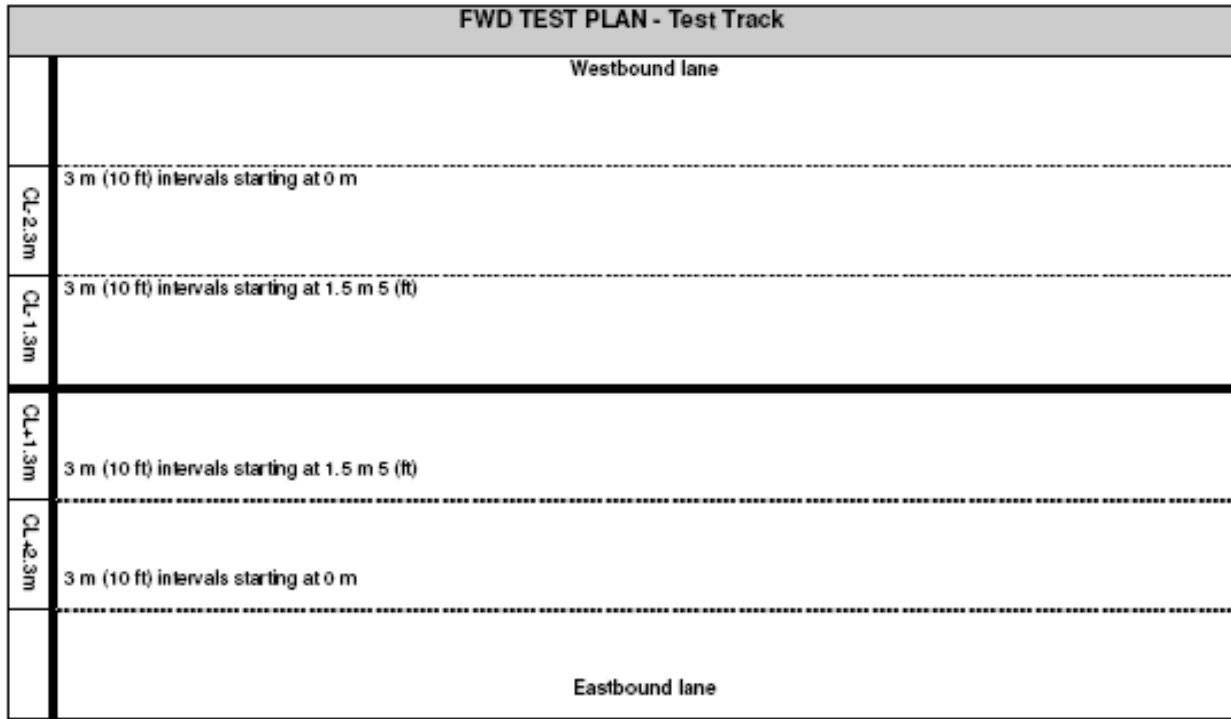 FWD TEST PLAN - Test Track
Westbound lane
3 m (10 ft) intervals starting at 0 m
CL-2.3m
3 m (10 ft) intervals starting at 1.5 m 5 (ft)
CL-1.3m
CL+1.3m
3 m (10 ft) intervals starting at 1.5 m 5 (ft)
CL+2.3m
3 m (10 ft) intervals starting at 0 m
Eastbound lane